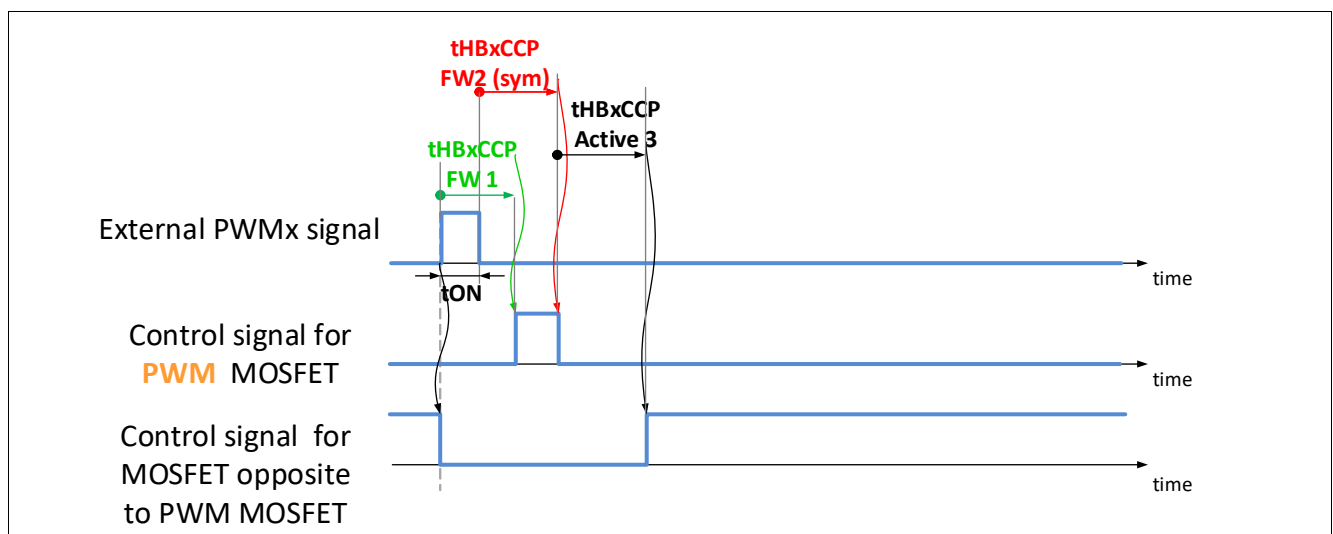 tHBxCCP
FW2 (sym)
tHBxCCP
Active 3
tHBxCCP
FW 1
External PWMx signal
time
tON
Control signal for
PWM MOSFET
time
Control signal for
MOSFET opposite
to PWM MOSFET
time